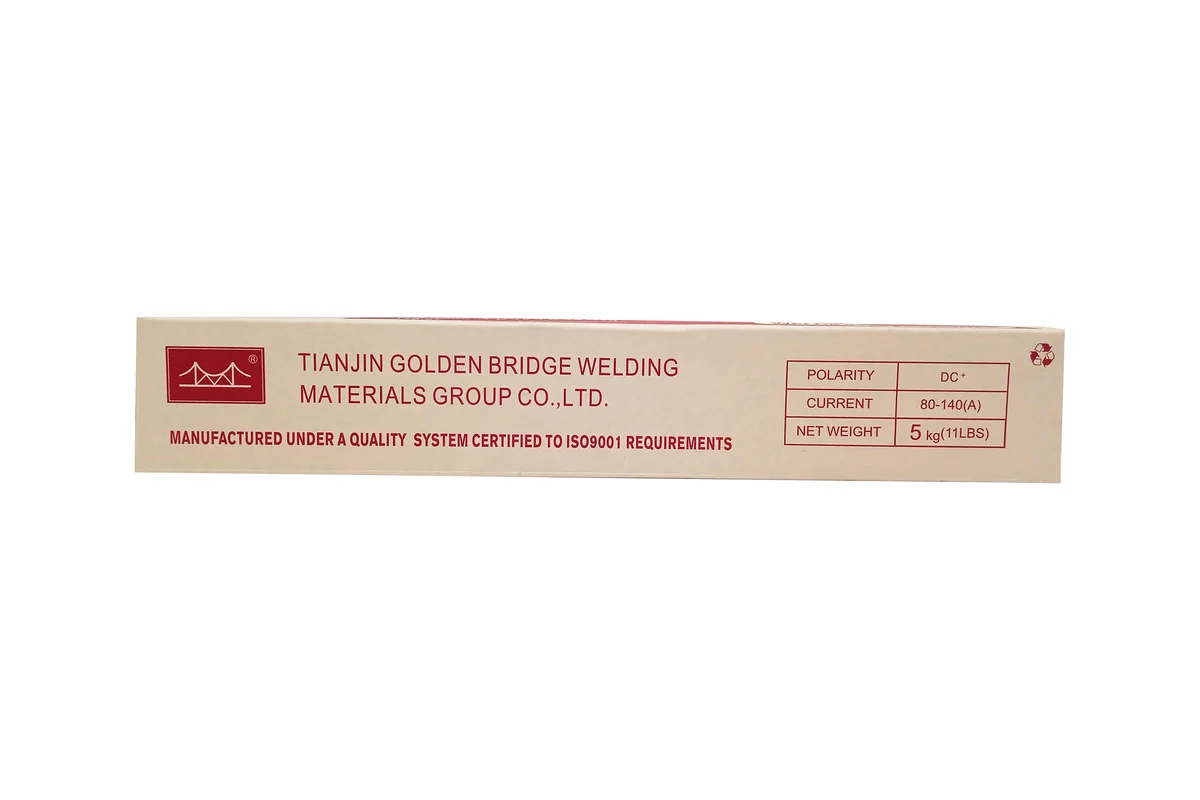 ®
TIANJIN GOLDEN BRIDGE WELDING
MATERIALS GROUP CO.,LTD.
MANUFACTURED UNDER A QUALITY SYSTEM CERTIFIED TO ISO9001 REQUIREMENTS
POLARITY DC+
CURRENT 80-140(A)
NET WEIGHT 5 kg(11LBS)